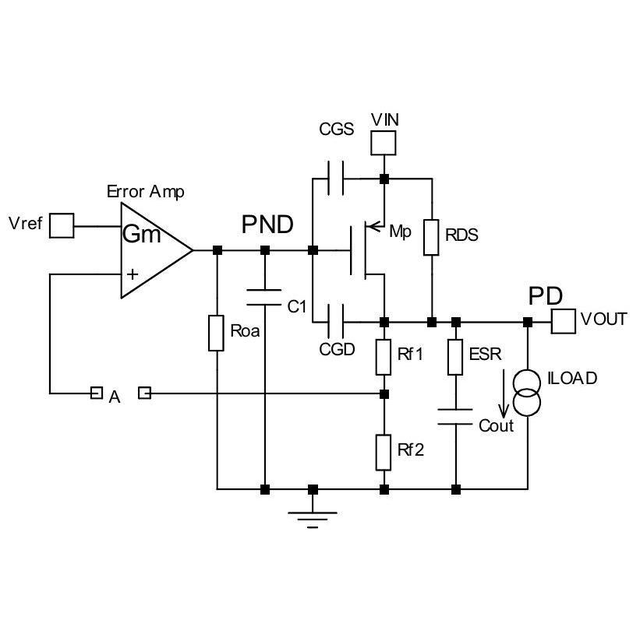 VIN
CGS
Error Amp
Vref
Gm
PND
Mp
RDS
+
C1
PD
VOUT
Roa
CGD
Rf1
ESR
ILOAD
A
Cout
Rf2